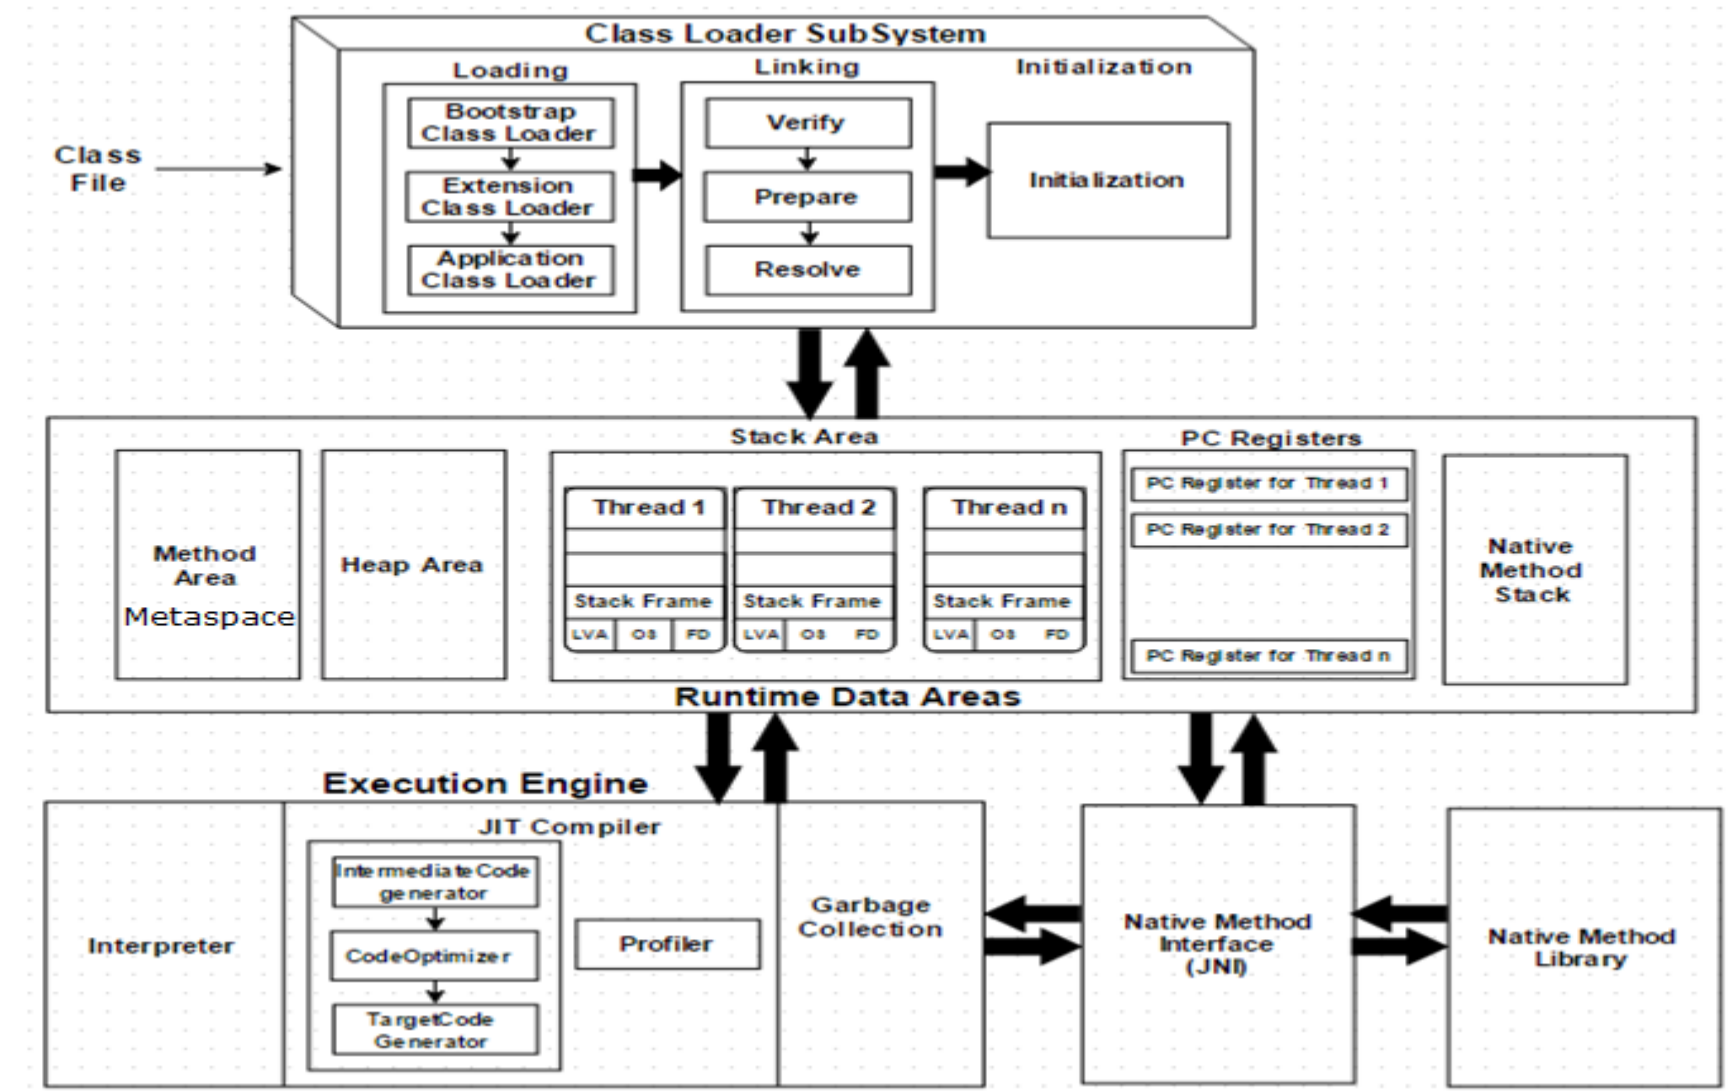 Class Loader SubSystem
Loading
Linking
Initialization
Bootstrap
Class Loader
Extension
Class Loader
Application
Class Loader
Verify
Prepare
Resolve
Initialization
Class
File
Stack Area
PC Registers
Method
Area
Metaspace
Heap Area
Thread 1
Stack Frame
LVA
OS
FD
Thread 2
Stack Frame
LVA
OS
FD
Thread n
Stack Frame
LVA
OS
FD
PC Register for Thread 1
PC Register for Thread 2
PC Register for Thread n
Native
Method
Stack
Runtime Data Areas
Execution Engine
Interpreter
JIT Compiler
IntermediateCode
generator
CodeOptimizer
TargetCode
Generator
Profiler
Garbage
Collection
Native Method
Interface
(JNI)
Native Method
Library